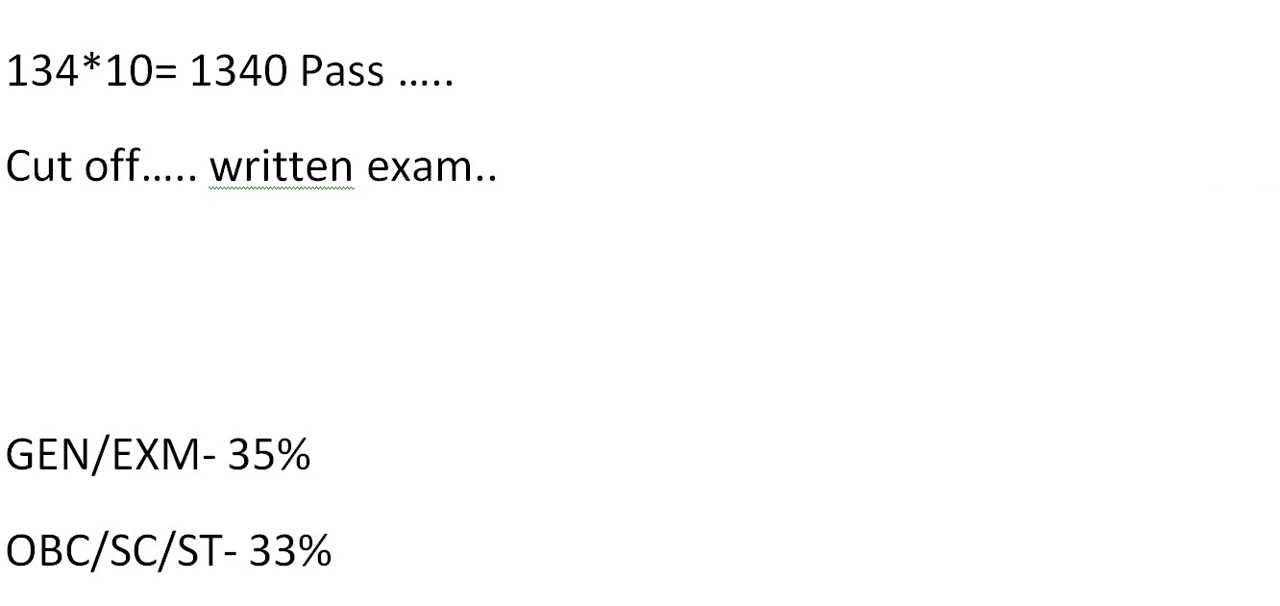 134*10= 1340 Pass .....
Cut off..... written exam..
GEN/EXM- 35%
OBC/SC/ST- 33%